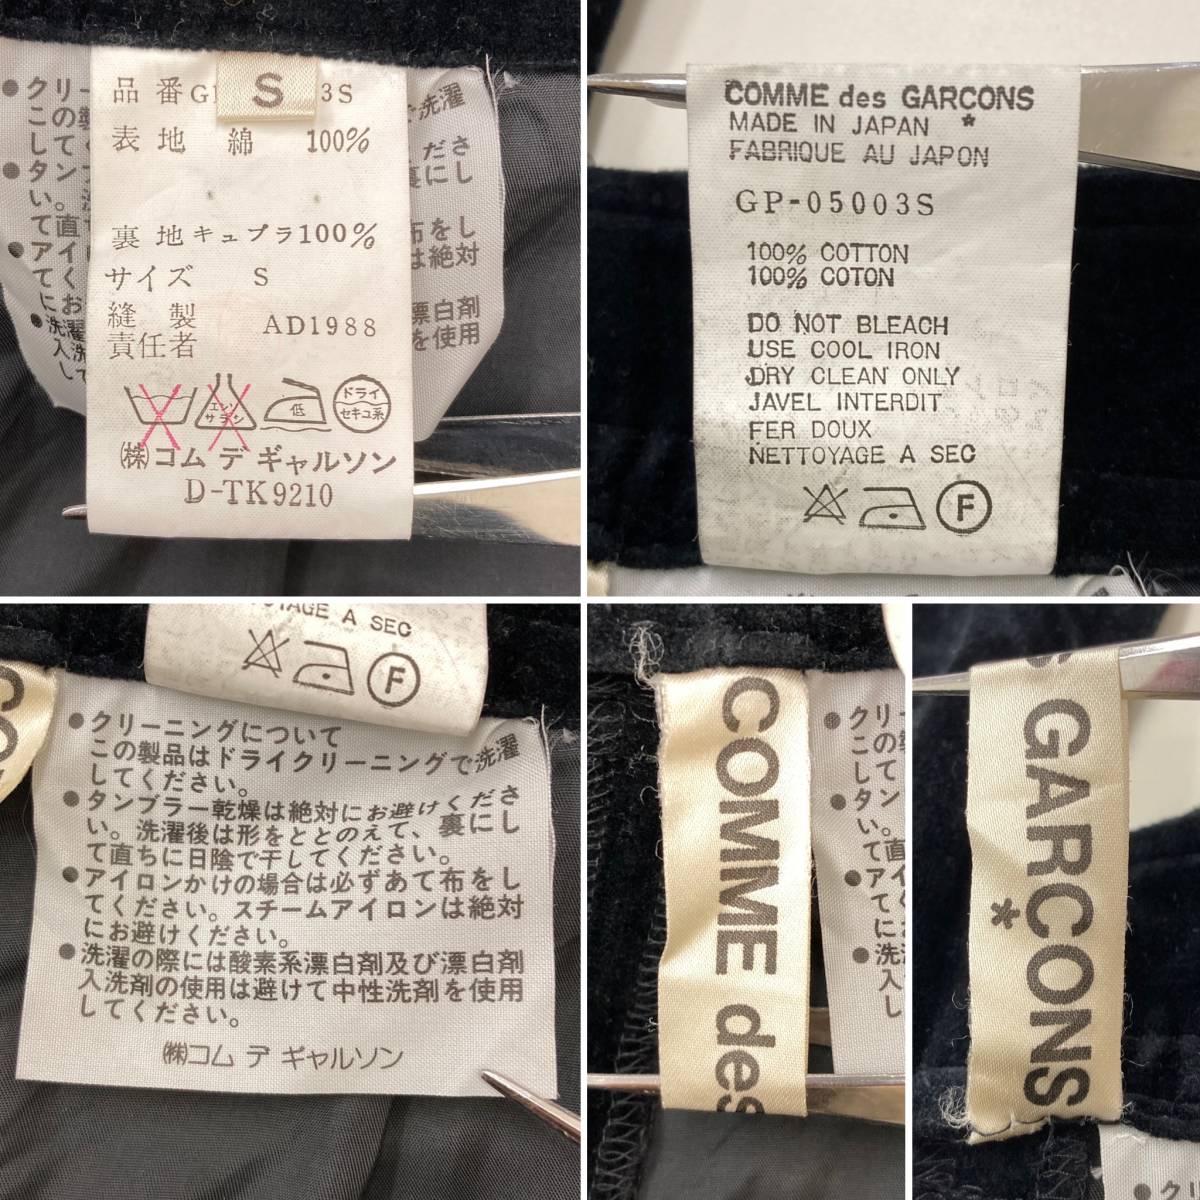 品番G 3S
S
表地 綿 100%
裏地キュプラ100%
サイズ S
縫製
責任者 AD1988
エンソ
サラシ
低
ドライ
セキユ系
㈱コム デ ギャルソン
D-TK9210
COMME des GARCONS
MADE IN JAPAN *
FABRIQUE AU JAPON
GP-05003S
100% COTTON
100% COTON
DO NOT BLEACH
USE COOL IRON
DRY CLEAN ONLY
JAVEL INTERDIT
FER DOUX
NETTOYAGE A SEC
F
YAGE A SEC
F
●クリーニングについて
この製品はドライクリーニングで洗濯
してください。
●タンブラー乾燥は絶対にお避けくださ
い。洗濯後は形をととのえて、裏にし
て直ちに日陰で干してください。
●アイロンかけの場合は必ずあて布をし
てください。スチームアイロンは絶対
にお避けください。
●洗濯の際には酸素系漂白剤及び漂白剤
入洗剤の使用は避けて中性洗剤を使用
してください。
㈱コム デ ギャルソン
COMME des
GARCONS
*